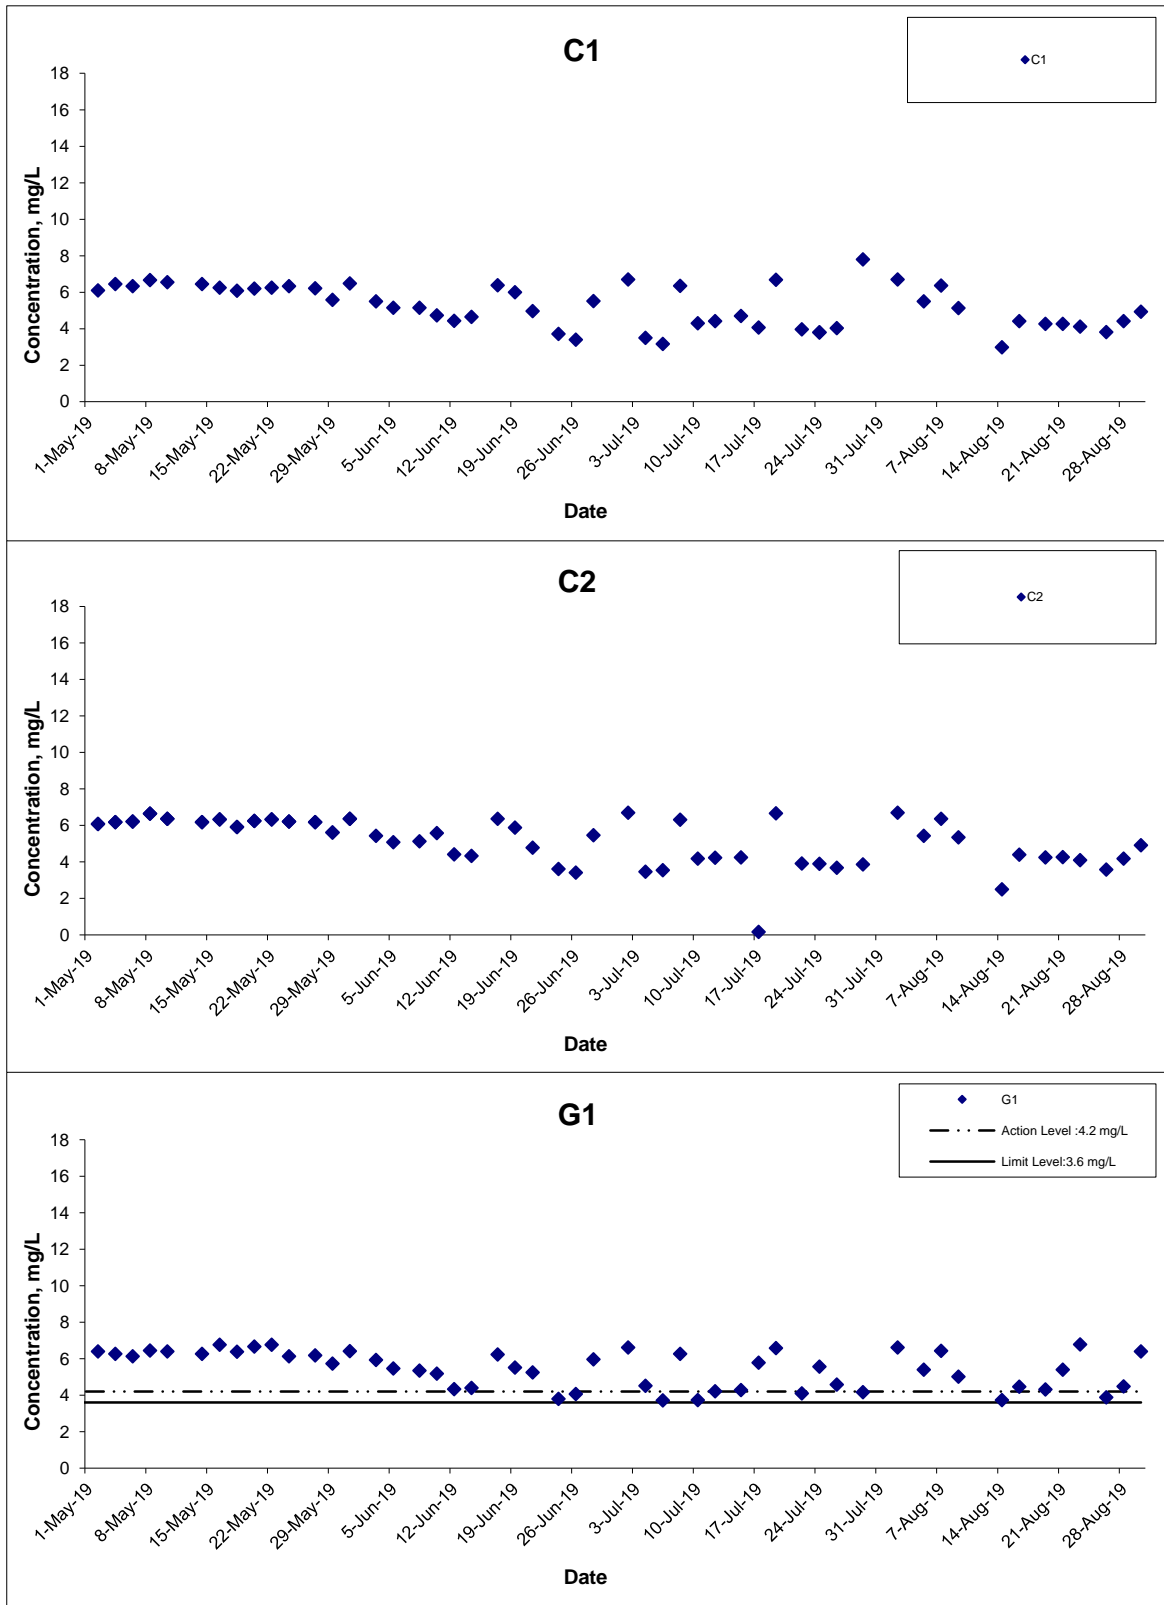 C1
C1
Concentration, mg/L
18
16
14
12
10
8
6
4
2
0
1-May-19
8-May-19
15-May-19
22-May-19
29-May-19
5-Jun-19
12-Jun-19
19-Jun-19
26-Jun-19
3-Jul-19
10-Jul-19
17-Jul-19
24-Jul-19
31-Jul-19
7-Aug-19
14-Aug-19
21-Aug-19
28-Aug-19
Date
C2
C2
Concentration, mg/L
18
16
14
12
10
8
6
4
2
0
1-May-19
8-May-19
15-May-19
22-May-19
29-May-19
5-Jun-19
12-Jun-19
19-Jun-19
26-Jun-19
3-Jul-19
10-Jul-19
17-Jul-19
24-Jul-19
31-Jul-19
7-Aug-19
14-Aug-19
21-Aug-19
28-Aug-19
Date
G1
G1
Action Level :4.2 mg/L
Limit Level:3.6 mg/L
Concentration, mg/L
18
16
14
12
10
8
6
4
2
0
1-May-19
8-May-19
15-May-19
22-May-19
29-May-19
5-Jun-19
12-Jun-19
19-Jun-19
26-Jun-19
3-Jul-19
10-Jul-19
17-Jul-19
24-Jul-19
31-Jul-19
7-Aug-19
14-Aug-19
21-Aug-19
28-Aug-19
Date